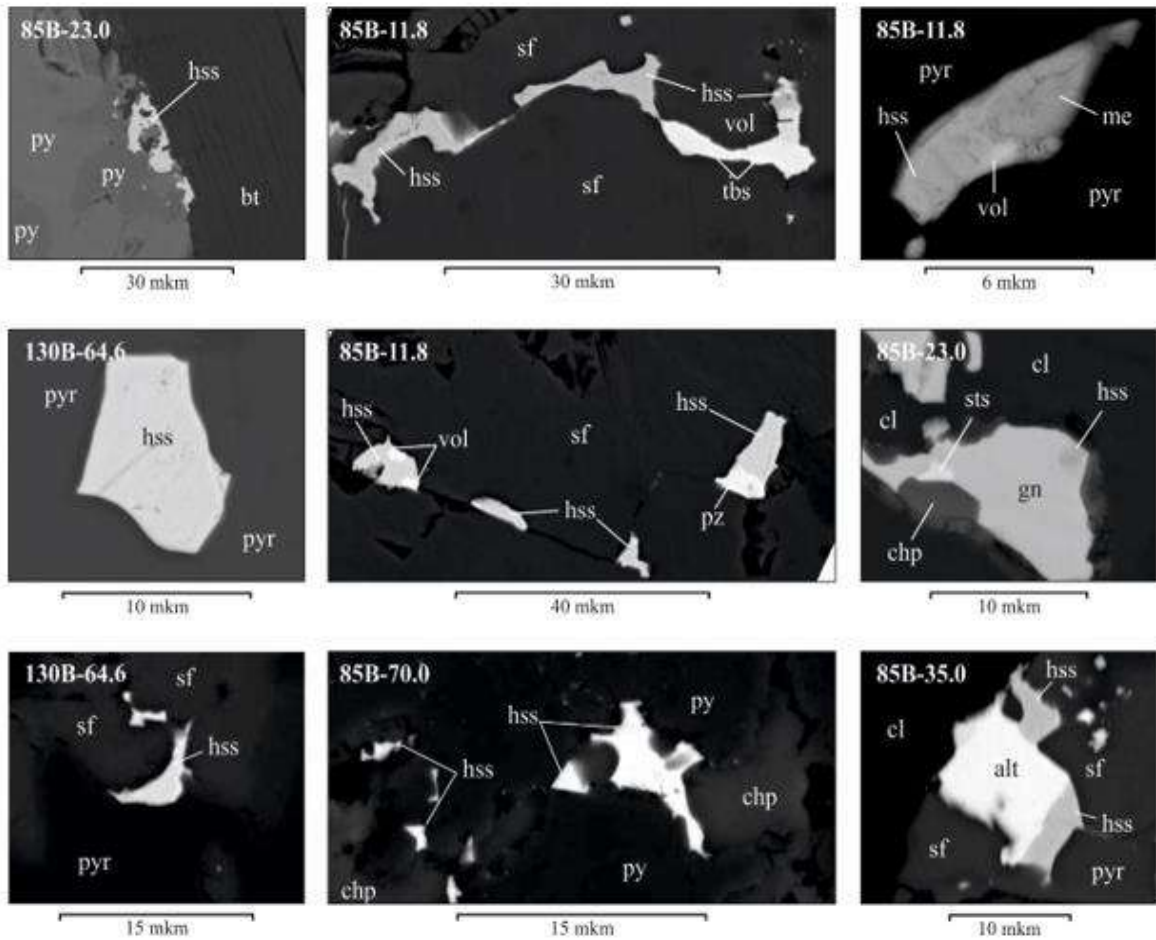 85B-23.0
hss
py
py
bt
py
30 mkm
85B-11.8
sf
hss
vol
hss
sf
tbs
30 mkm
85B-11.8
pyr
hss
me
vol
pyr
6 mkm
130B-64.6
pyr
hss
pyr
10 mkm
85B-11.8
hss
hss
sf
vol
hss
pz
40 mkm
85B-23.0
cl
sts
hss
cl
gn
chp
10 mkm
130B-64.6
sf
sf
hss
pyr
15 mkm
85B-70.0
py
hss
hss
chp
py
chp
15 mkm
85B-35.0
hss
cl
alt
sf
hss
sf
pyr
10 mkm